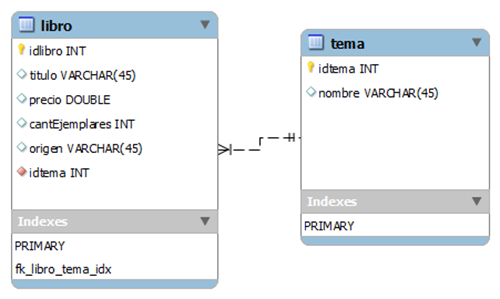 libro
idlibro INT
titulo VARCHAR(45)
precio DOUBLE
cantEjemplares INT
origen VARCHAR(45)
idtema INT
Indexes
PRIMARY
fk_libro_tema_idx
tema
idtema INT
nombre VARCHAR(45)
Indexes
PRIMARY